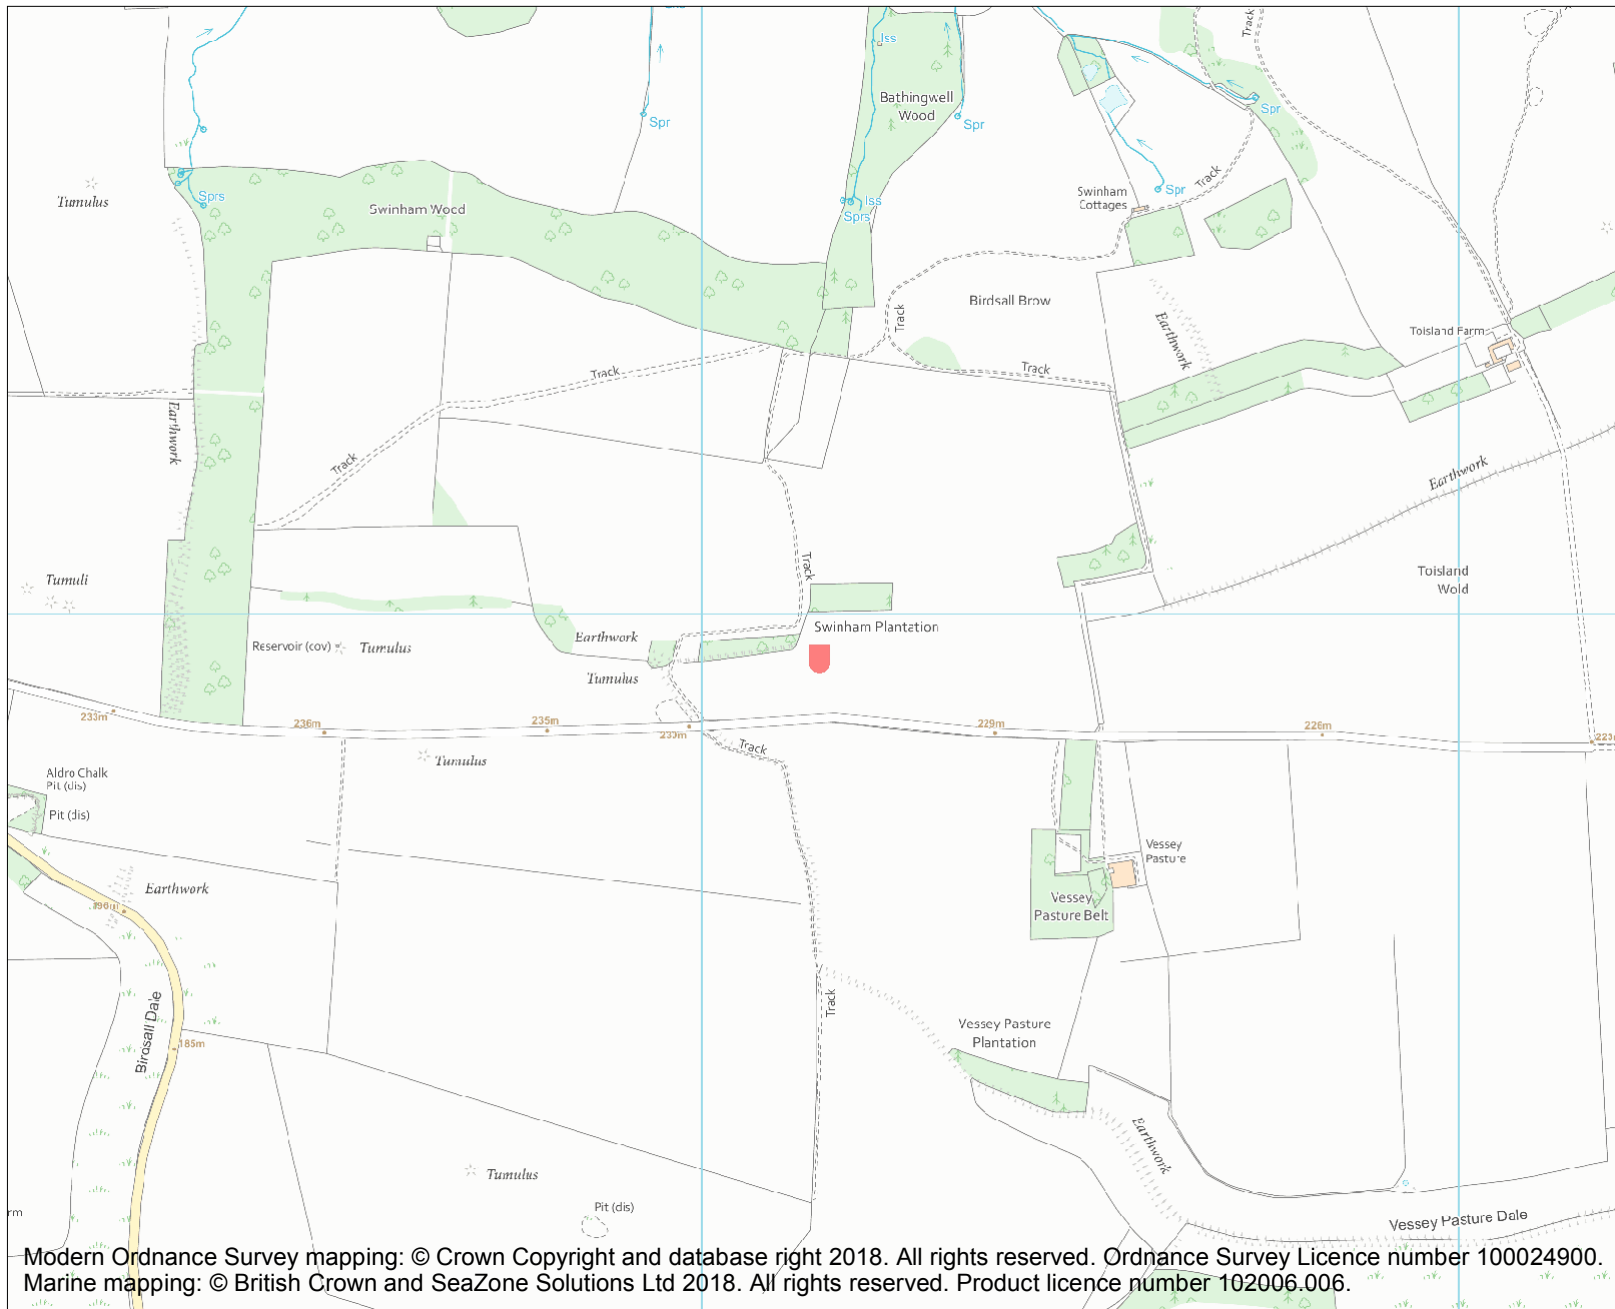 Track
Iss
Bathingwell
Wood
Spr
Spr
Spr
Track
Spr
Swinham
Cottages
Tumulus
Sprs
Swinham Wood
Iss
Sprs
Birdsall Brow
Track
Earthwork
Toisland Farm
Track
Track
Earthwork
Track
Earthwork
Track
Toisland
Wold
Tumuli
Swinham Plantation
Earthwork
Reservoir (cov)
Tumulus
Tumulus
233m
236m
235m
233m
229m
226m
Track
Tumulus
Aldro Chalk
Pit (dis)
Pit (dis)
Vessey
Pasture
Earthwork
190m
Vessey
Pasture Belt
Birdsall Dale
Track
Vessey Pasture
Plantation
185m
Earthwork
Tumulus
Pit (dis)
rm
Vessey Pasture Dale
Modern Ordnance Survey mapping: © Crown Copyright and database right 2018. All rights reserved. Ordnance Survey Licence number 100024900.
Marine mapping: © British Crown and SeaZone Solutions Ltd 2018. All rights reserved. Product licence number 102006.006.